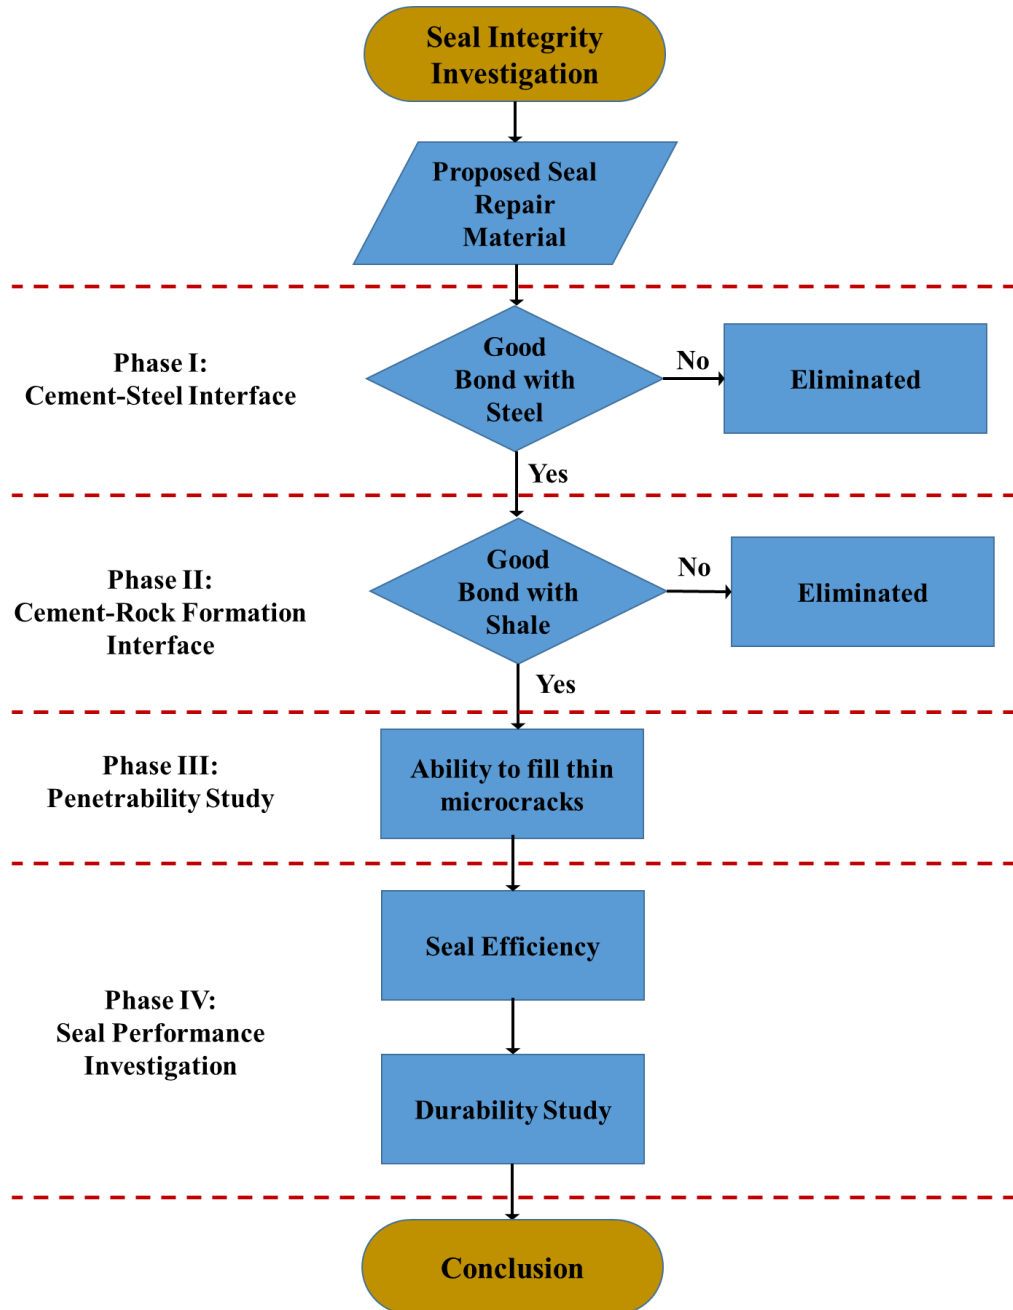 Seal Integrity
Investigation
Proposed Seal
Repair
Material
Phase I:
Cement-Steel Interface
Good
Bond with
Steel
No
Eliminated
Yes
Phase II:
Cement-Rock Formation
Interface
Good
Bond with
Shale
No
Eliminated
Yes
Phase III:
Penetrability Study
Ability to fill thin
microcracks
Phase IV:
Seal Performance
Investigation
Seal Efficiency
Durability Study
Conclusion